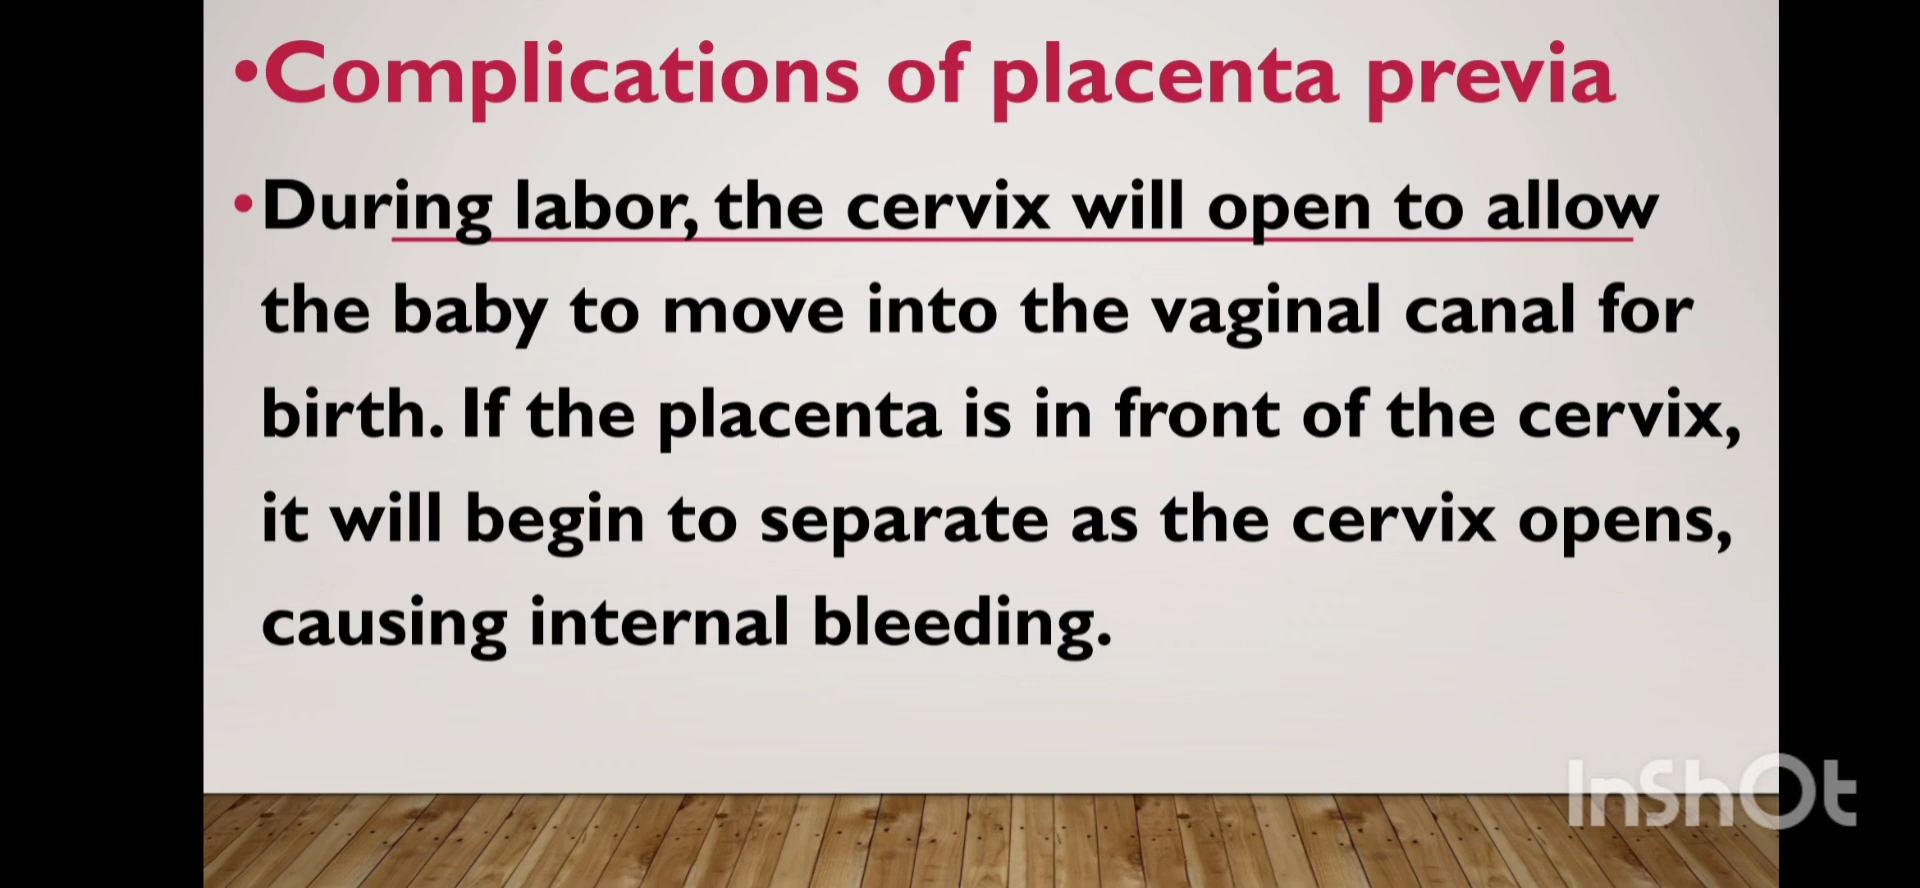 •Complications of placenta previa
•During labor, the cervix will open to allow
the baby to move into the vaginal canal for
birth. If the placenta is in front of the cervix,
it will begin to separate as the cervix opens,
causing internal bleeding.
InShOt